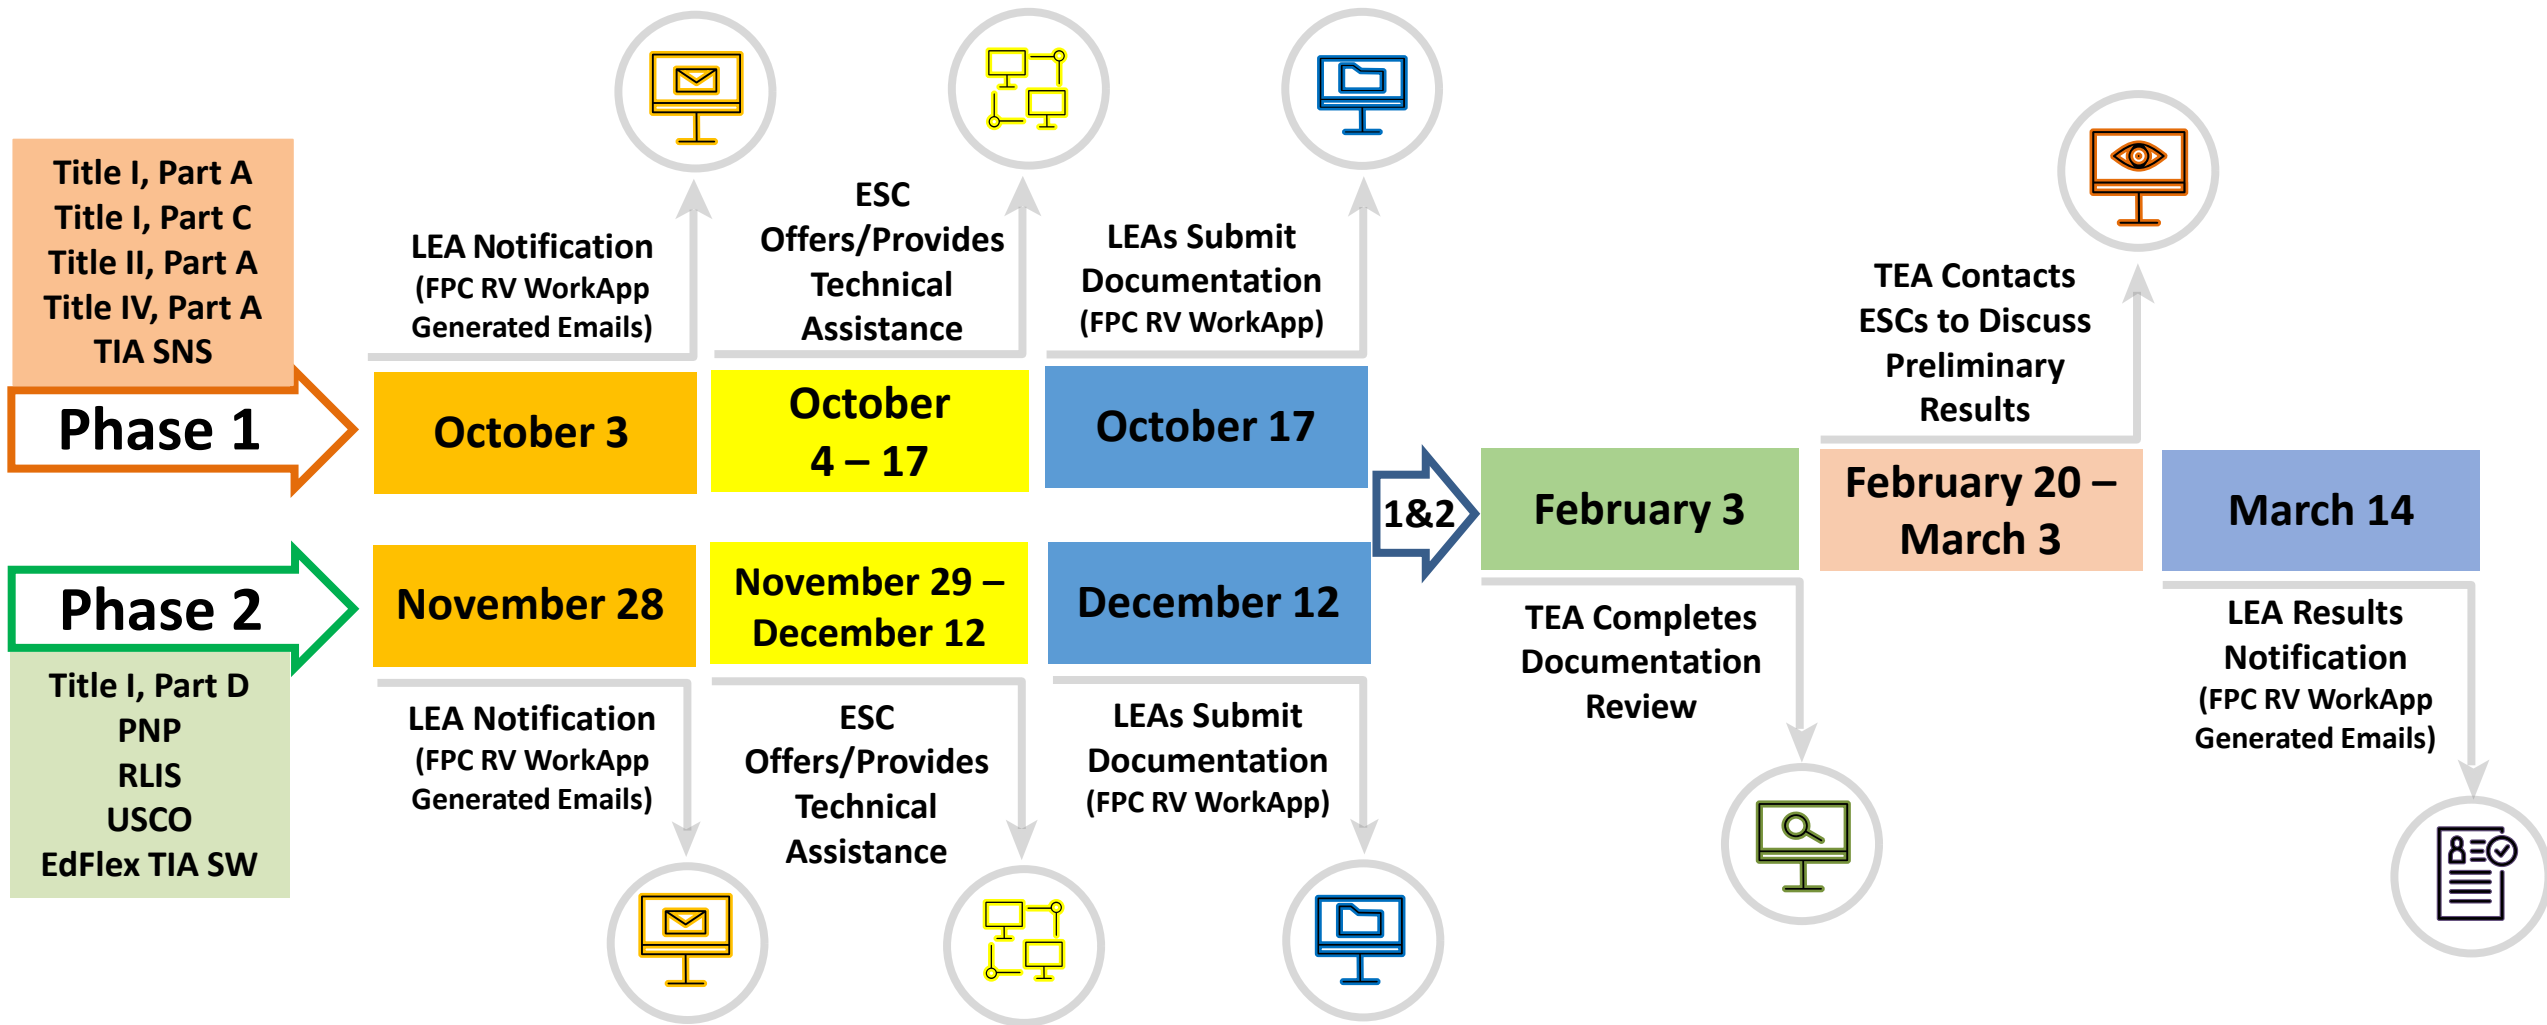 Title I, Part A
Title I, Part C
Title II, Part A
Title IV, Part A
TIA SNS
Phase 1
LEA Notification
(FPC RV WorkApp
Generated Emails)
October 3
ESC
Offers/Provides
Technical
Assistance
October
4 – 17
LEAs Submit
Documentation
(FPC RV WorkApp)
October 17
Phase 2
Title I, Part D
PNP
RLIS
USCO
EdFlex TIA SW
November 28
LEA Notification
(FPC RV WorkApp
Generated Emails)
November 29 –
December 12
ESC
Offers/Provides
Technical
Assistance
December 12
LEAs Submit
Documentation
(FPC RV WorkApp)
1&2
February 3
TEA Completes
Documentation
Review
TEA Contacts
ESCs to Discuss
Preliminary
Results
February 20 –
March 3
March 14
LEA Results
Notification
(FPC RV WorkApp
Generated Emails)